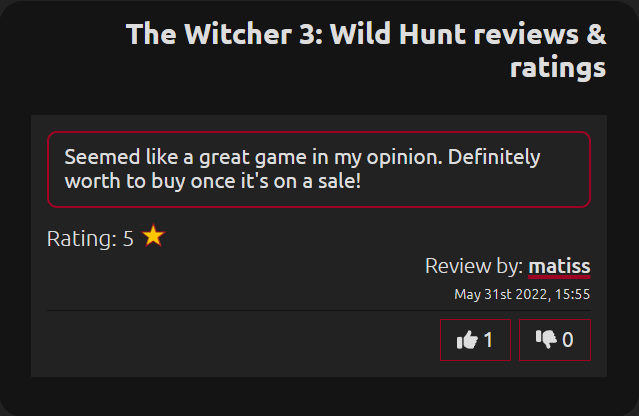 The Witcher 3: Wild Hunt reviews &
ratings
Seemed like a great game in my opinion. Definitely
worth to buy once it's on a sale!
Rating: 5
Review by: matiss
May 31st 2022, 15:55
1 0